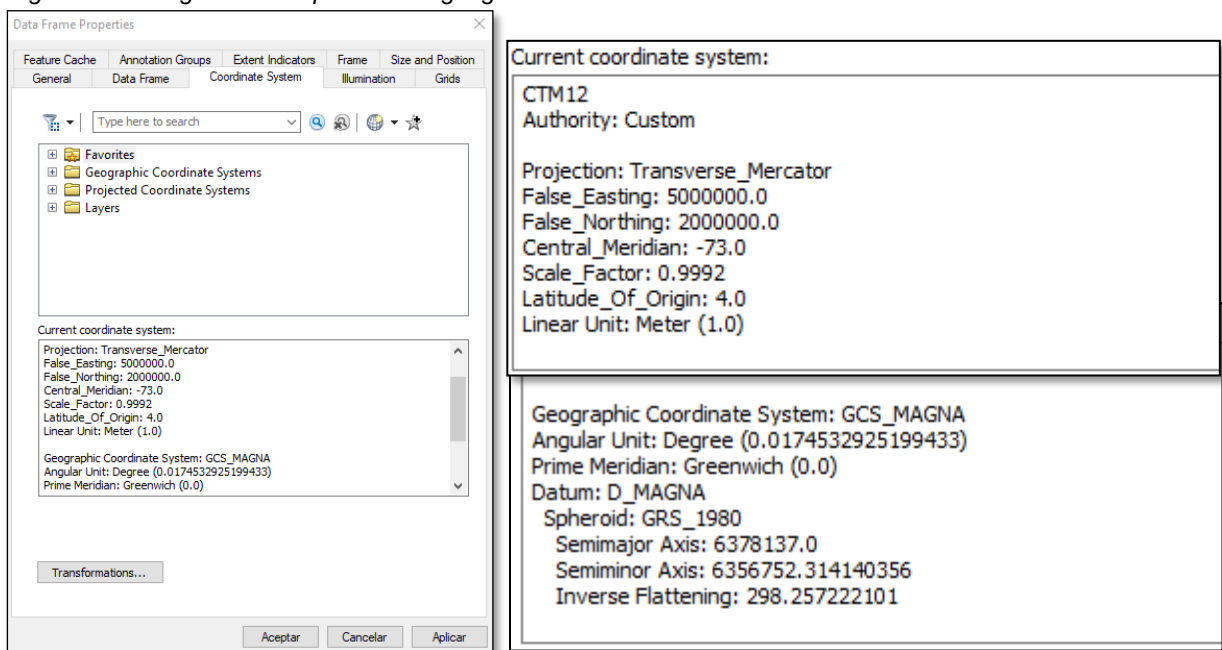 Data Frame Properties
Feature Cache Annotation Groups Extent Indicators Frame Size and Position
General Data Frame Coordinate System Illumination Grids
Type here to search
Favorites
Geographic Coordinate Systems
Projected Coordinate Systems
Layers
Current coordinate system:
Projection: Transverse_Mercator
False_Easting: 5000000.0
False_Northing: 2000000.0
Central_Meridian: -73.0
Scale_Factor: 0.9992
Latitude_Of_Origin: 4.0
Linear Unit: Meter (1.0)
Geographic Coordinate System: GCS_MAGNA
Angular Unit: Degree (0.0174532925199433)
Prime Meridian: Greenwich (0.0)
Transformations...
Aceptar Cancelar Aplicar
Current coordinate system:
CTM12
Authority: Custom
Projection: Transverse_Mercator
False_Easting: 5000000.0
False_Northing: 2000000.0
Central_Meridian: -73.0
Scale_Factor: 0.9992
Latitude_Of_Origin: 4.0
Linear Unit: Meter (1.0)
Geographic Coordinate System: GCS_MAGNA
Angular Unit: Degree (0.0174532925199433)
Prime Meridian: Greenwich (0.0)
Datum: D_MAGNA
Spheroid: GRS_1980
Semimajor Axis: 6378137.0
Semiminor Axis: 6356752.314140356
Inverse Flattening: 298.257222101